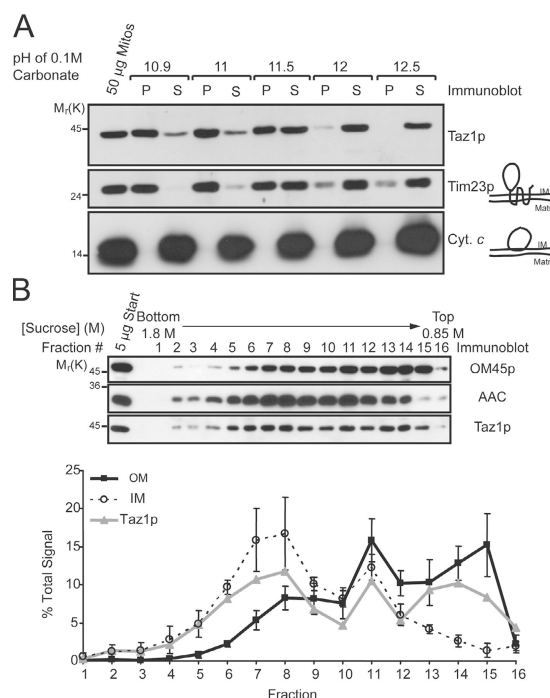 A
pH of 0.1M
Carbonate
50 µg Mitos
10.9 11 11.5 12 12.5
P S P S P S P S P S Immunoblot
Mr(K)
45
Taz1p
24
Tim23p
IM
Matri
14
Cyt. c
IM
Matri
B
5 µg Start
[Sucrose] (M)
Bottom
1.8 M
Top
0.85 M
Fraction # 1 2 3 4 5 6 7 8 9 10 11 12 13 14 15 16 Immunoblot
Mr(K)
45
OM45p
36
AAC
45
Taz1p
25
20
15
10
5
0
% Total Signal
OM
IM
Taz1p
1 2 3 4 5 6 7 8 9 10 11 12 13 14 15 16
Fraction